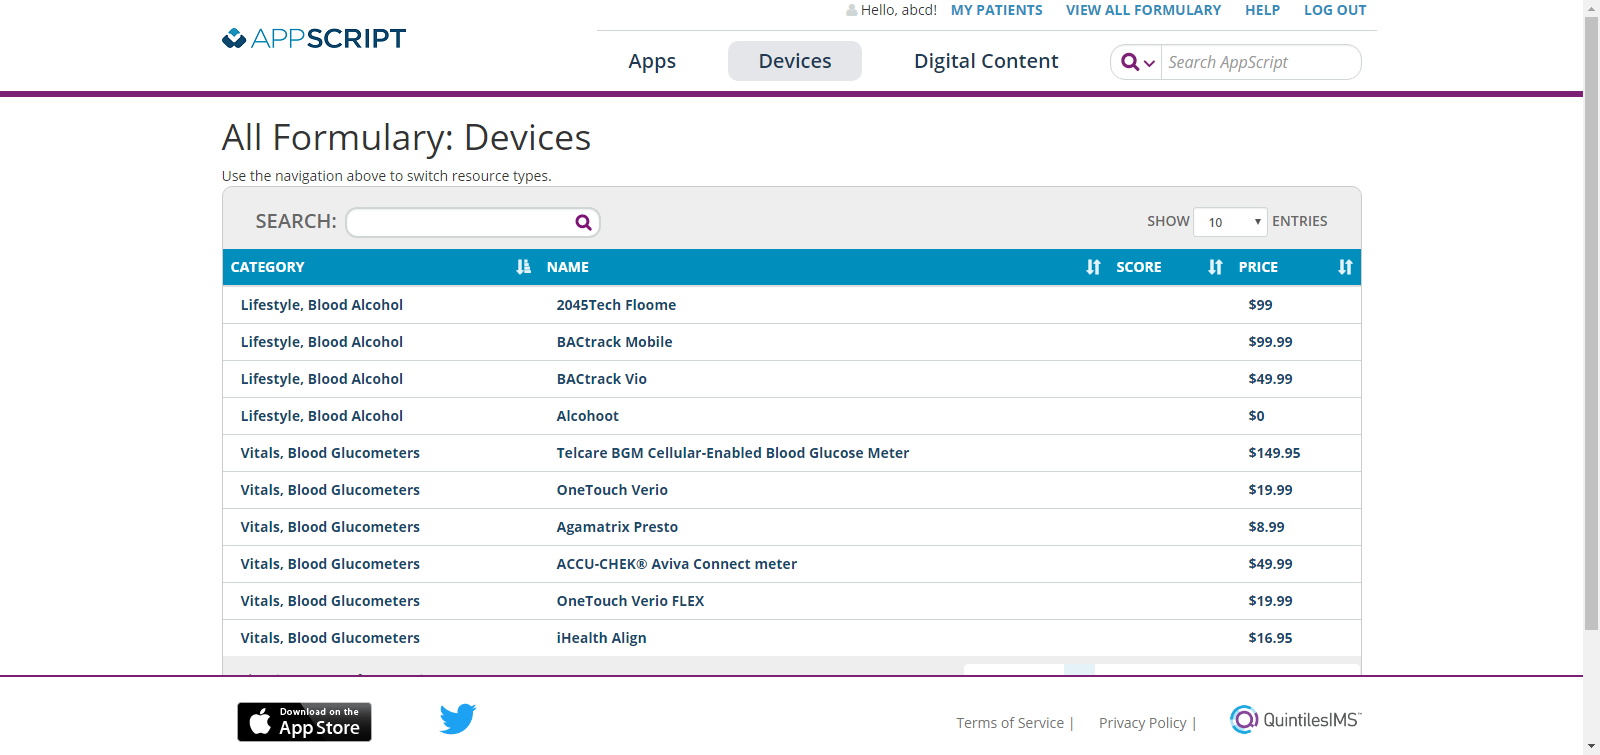 Hello, abcd! MY PATIENTS VIEW ALL FORMULARY HELP LOG OUT
APPSCRIPT
Apps Devices Digital Content Search AppScript
All Formulary: Devices
Use the navigation above to switch resource types.
SEARCH: SHOW 10 ENTRIES
CATEGORY NAME SCORE PRICE
Lifestyle, Blood Alcohol 2045Tech Floome $99
Lifestyle, Blood Alcohol BACtrack Mobile $99.99
Lifestyle, Blood Alcohol BACtrack Vio $49.99
Lifestyle, Blood Alcohol Alcohoot $0
Vitals, Blood Glucometers Telcare BGM Cellular-Enabled Blood Glucose Meter $149.95
Vitals, Blood Glucometers OneTouch Verio $19.99
Vitals, Blood Glucometers Agamatrix Presto $8.99
Vitals, Blood Glucometers ACCU-CHEK® Aviva Connect meter $49.99
Vitals, Blood Glucometers OneTouch Verio FLEX $19.99
Vitals, Blood Glucometers iHealth Align $16.95
Download on the
App Store
Terms of Service | Privacy Policy | QuintilesIMS™